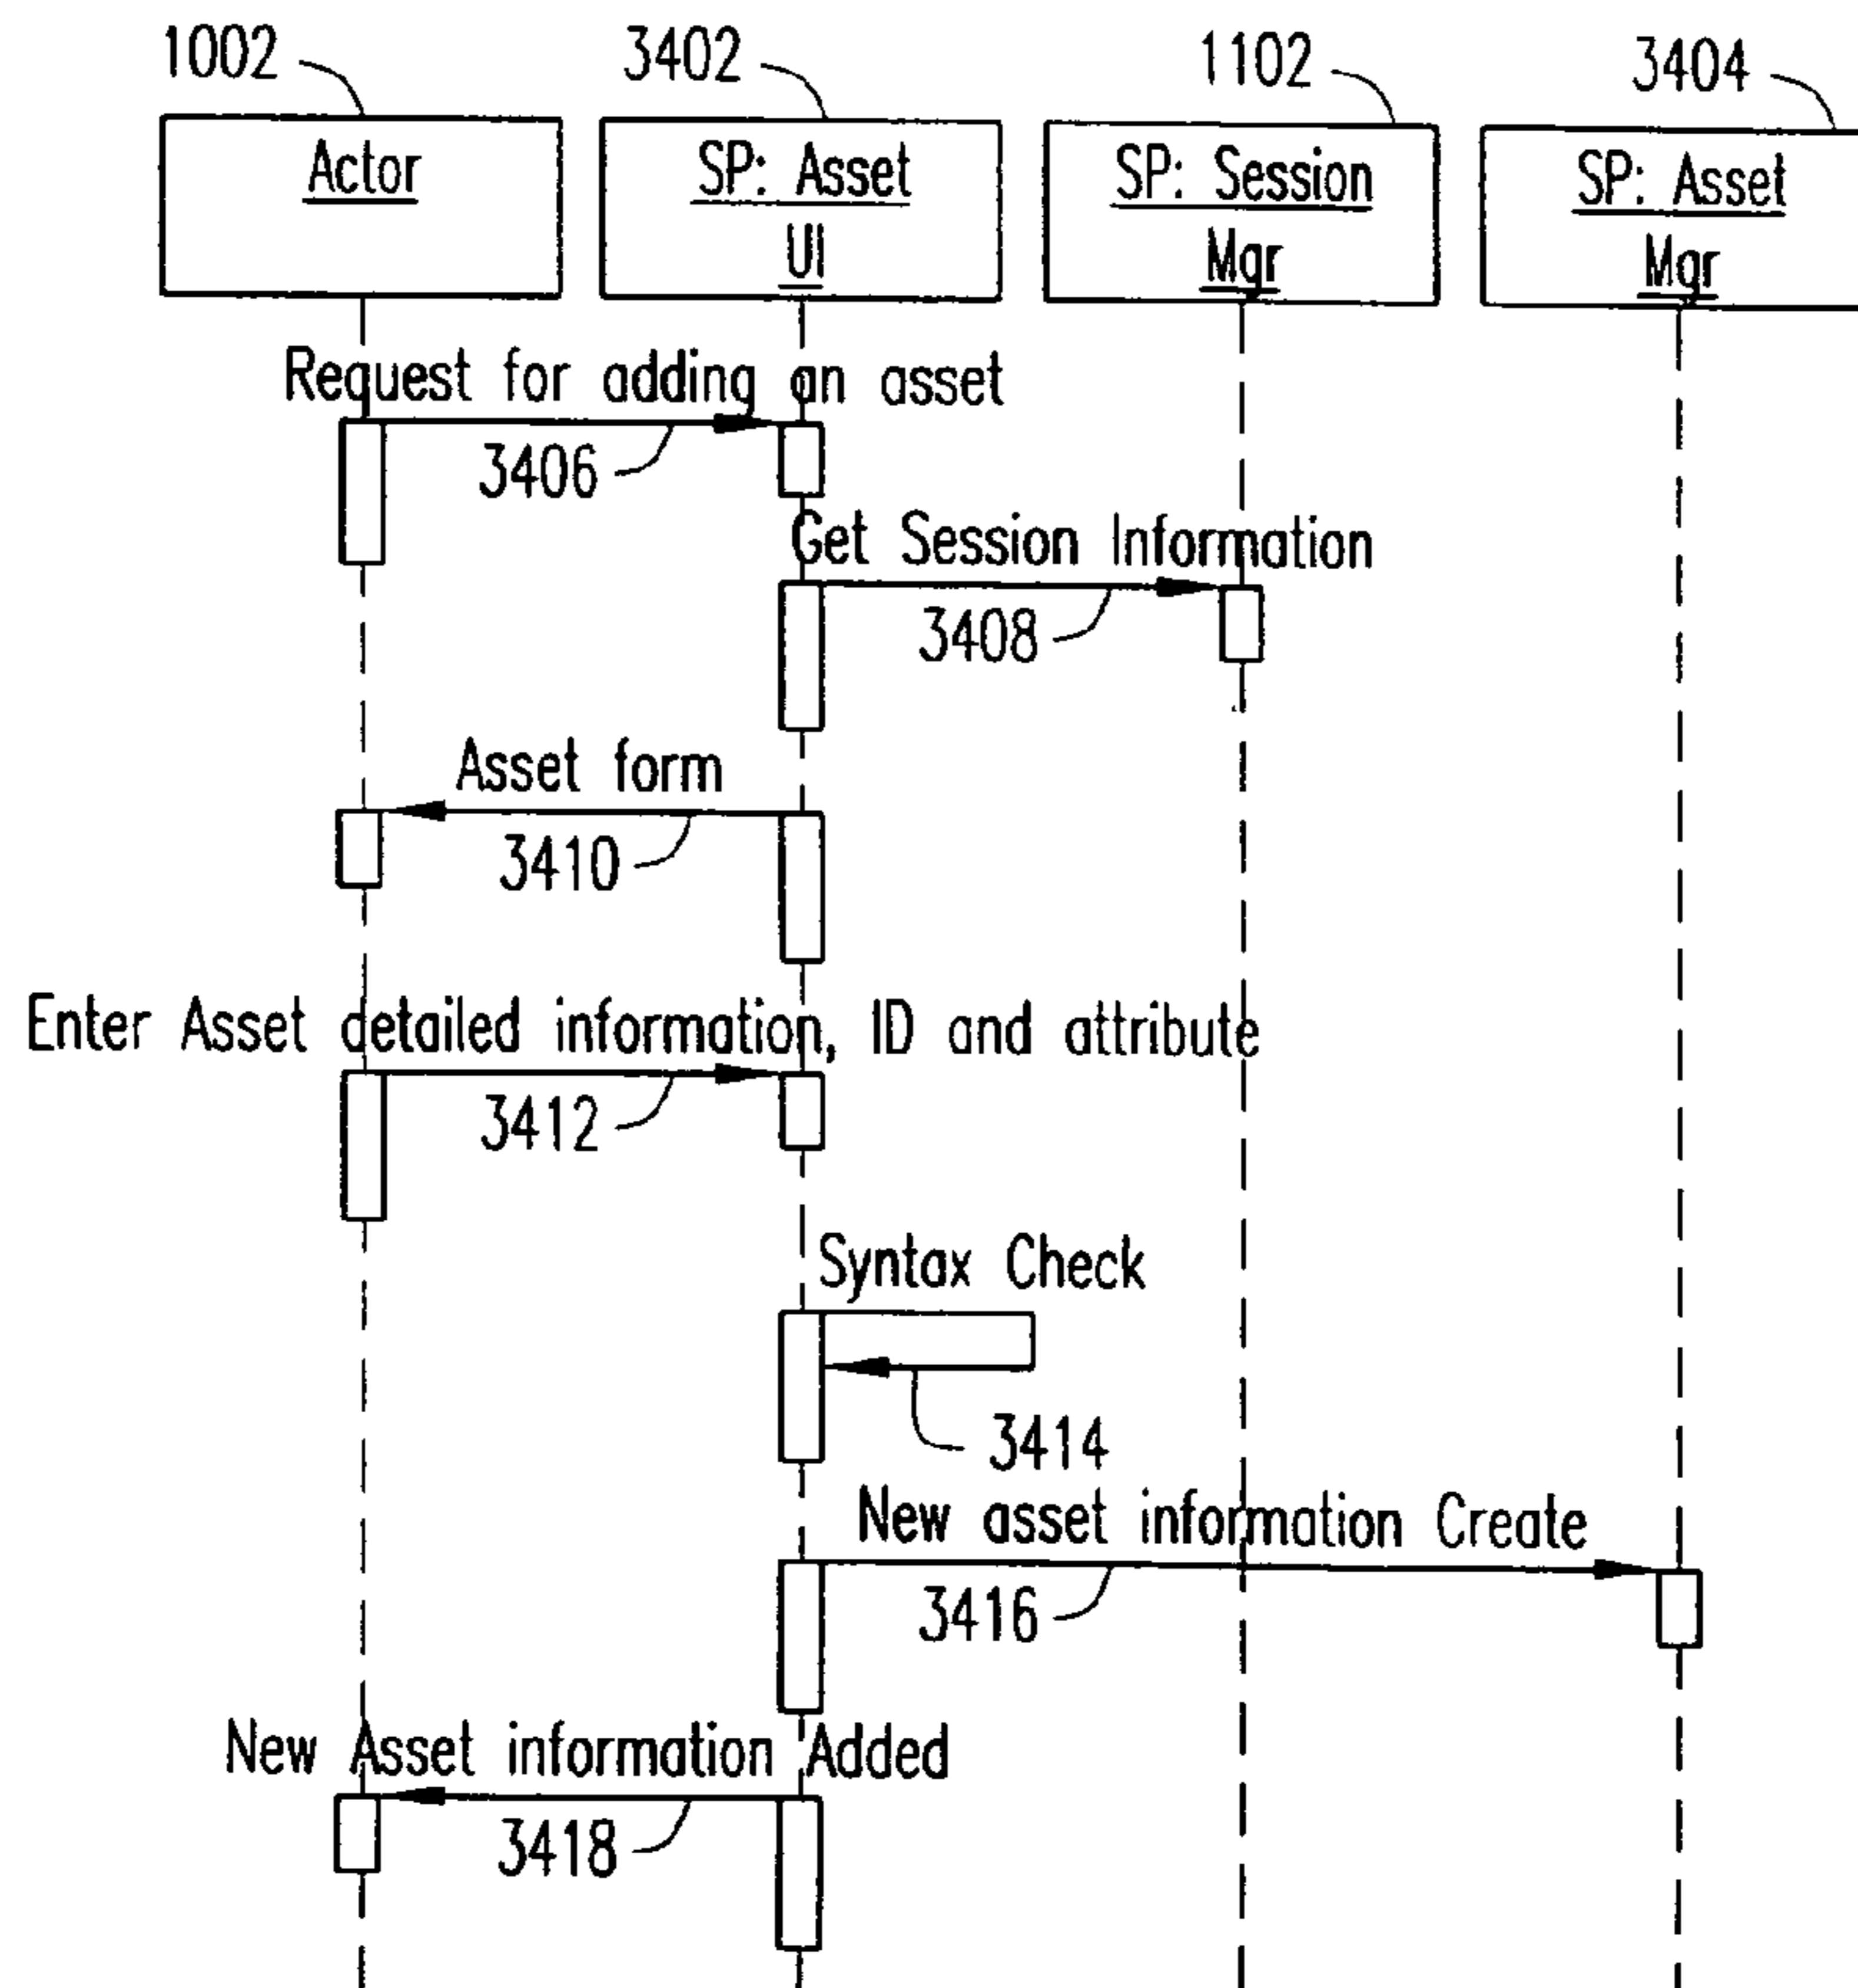 1002
3402
1102
3404
Actor
SP: Asset
UI
SP: Session
Mgr
SP: Asset
Mgr
Request for adding an asset
3406
Get Session Information
3408
Asset form
3410
Enter Asset detailed information, ID and attribute
3412
Syntax Check
3414
New asset information Create
3416
New Asset information Added
3418